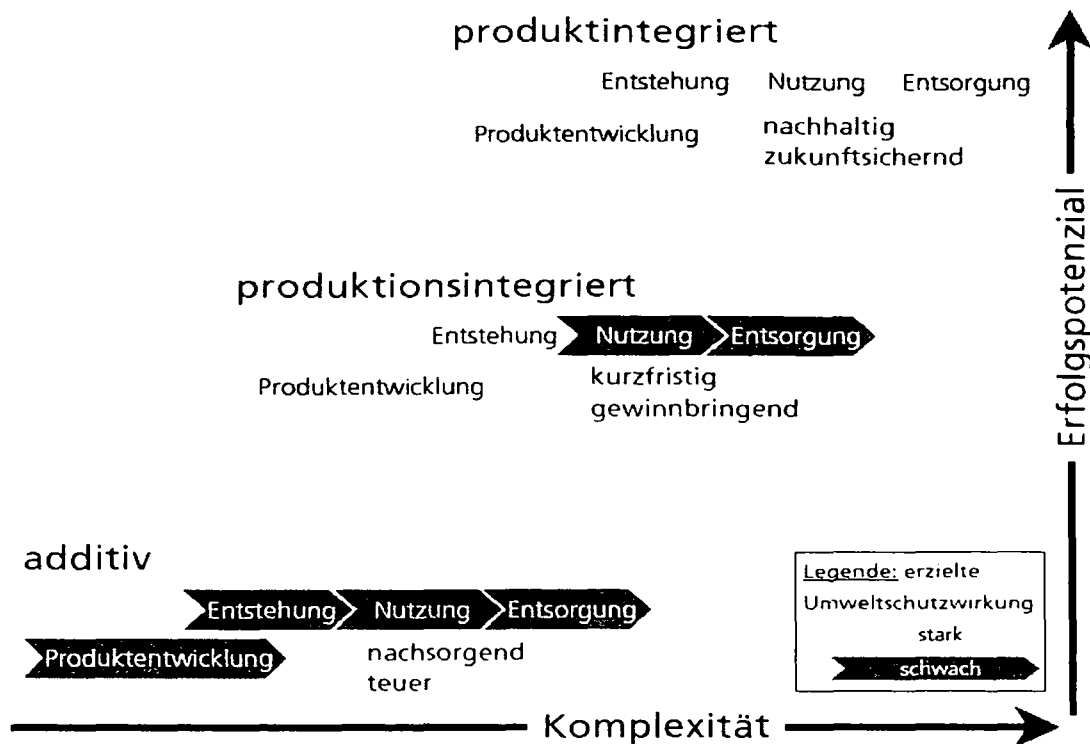 produktintegriert
Entstehung Nutzung Entsorgung
Produktentwicklung nachhaltig
zukunftsichernd
Erfolgspotenzial
produktionsintegriert
Entstehung Nutzung Entsorgung
Produktentwicklung kurzfristig
gewinnbringend
additiv
Entstehung Nutzung Entsorgung
Produktentwicklung nachsorgend
teuer
Legende: erzielte
Umweltschutzwirkung
stark
schwach
Komplexität